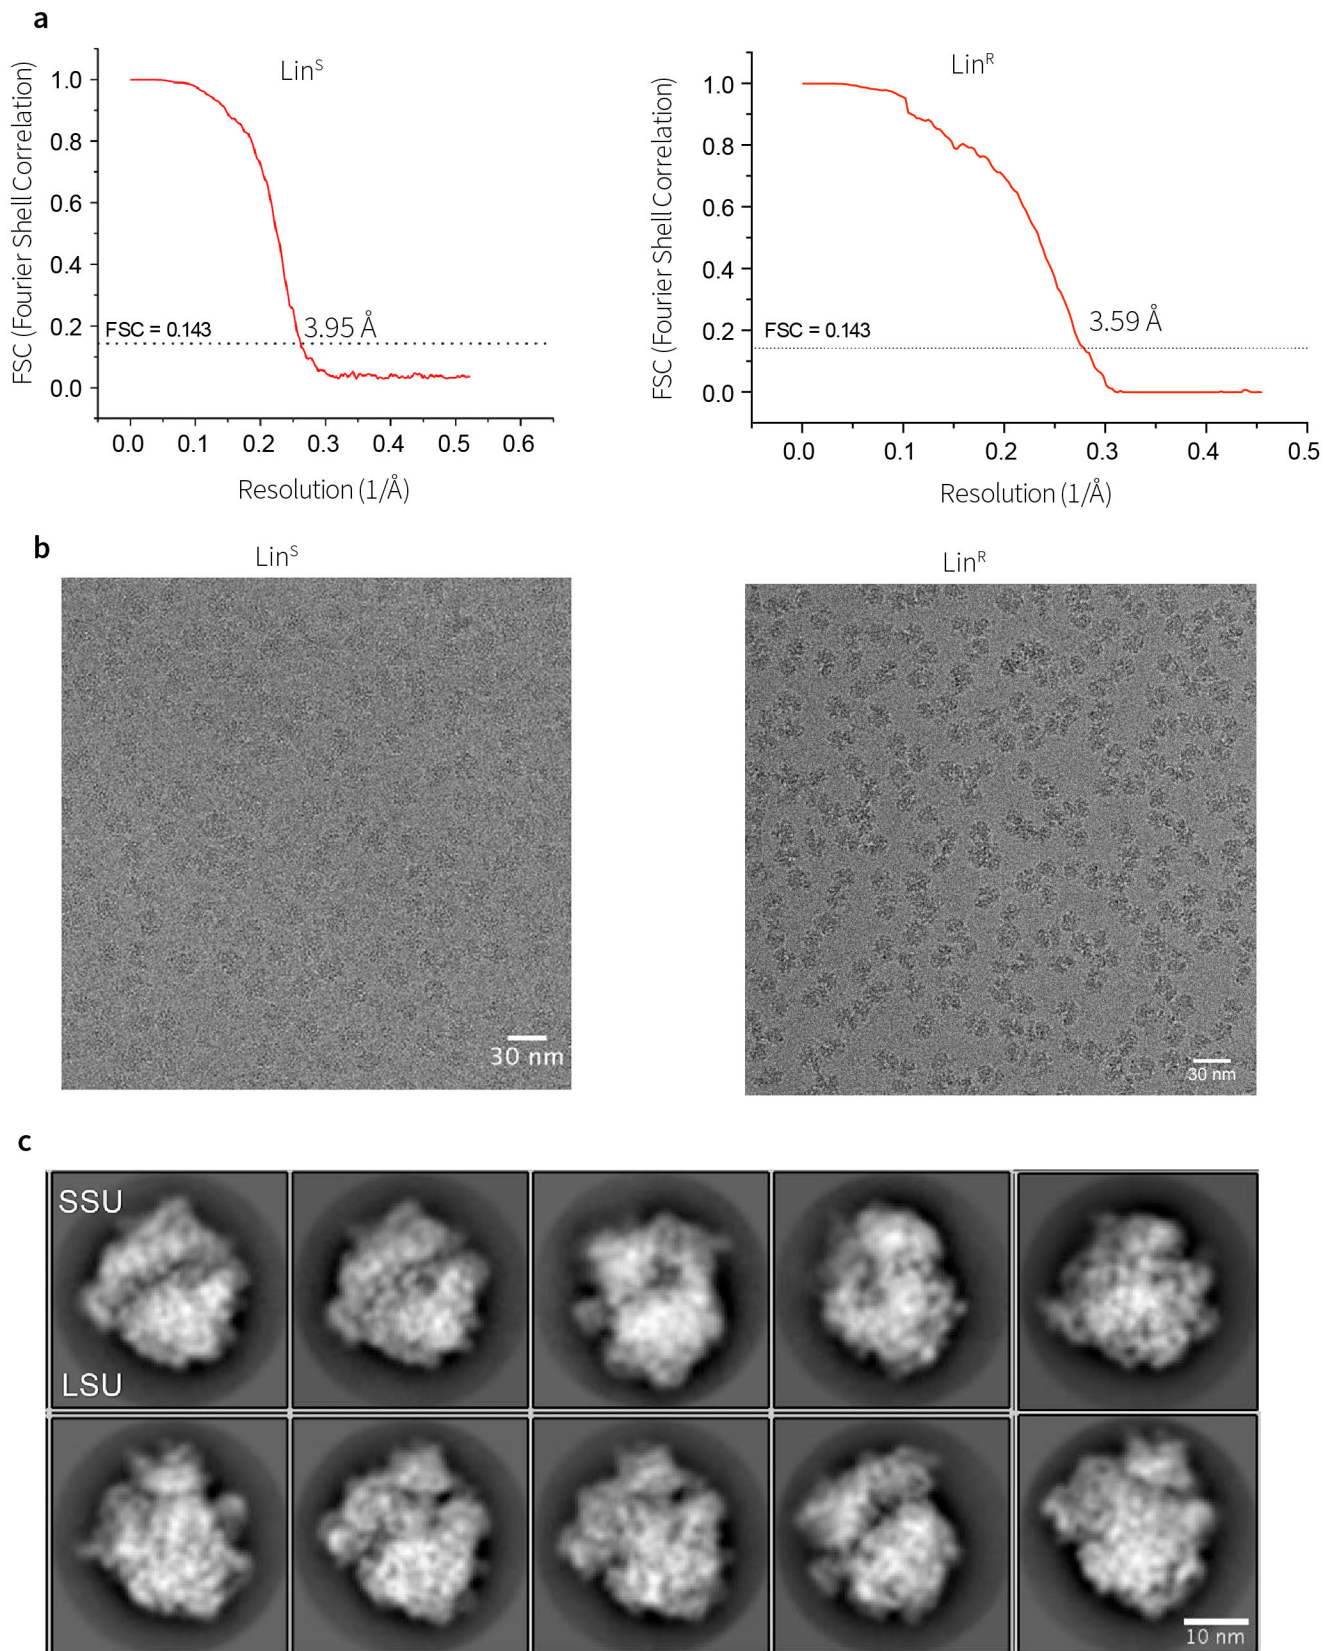 a
Lin^S
FSC (Fourier Shell Correlation)
1.0
0.8
0.6
0.4
0.2
0.0
FSC = 0.143
3.95 Å
0.0 0.1 0.2 0.3 0.4 0.5 0.6
Resolution (1/Å)
Lin^R
FSC (Fourier Shell Correlation)
1.0
0.8
0.6
0.4
0.2
0.0
FSC = 0.143
3.59 Å
0.0 0.1 0.2 0.3 0.4 0.5
Resolution (1/Å)
b
Lin^S
30 nm
Lin^R
30 nm
c
SSU
LSU
10 nm